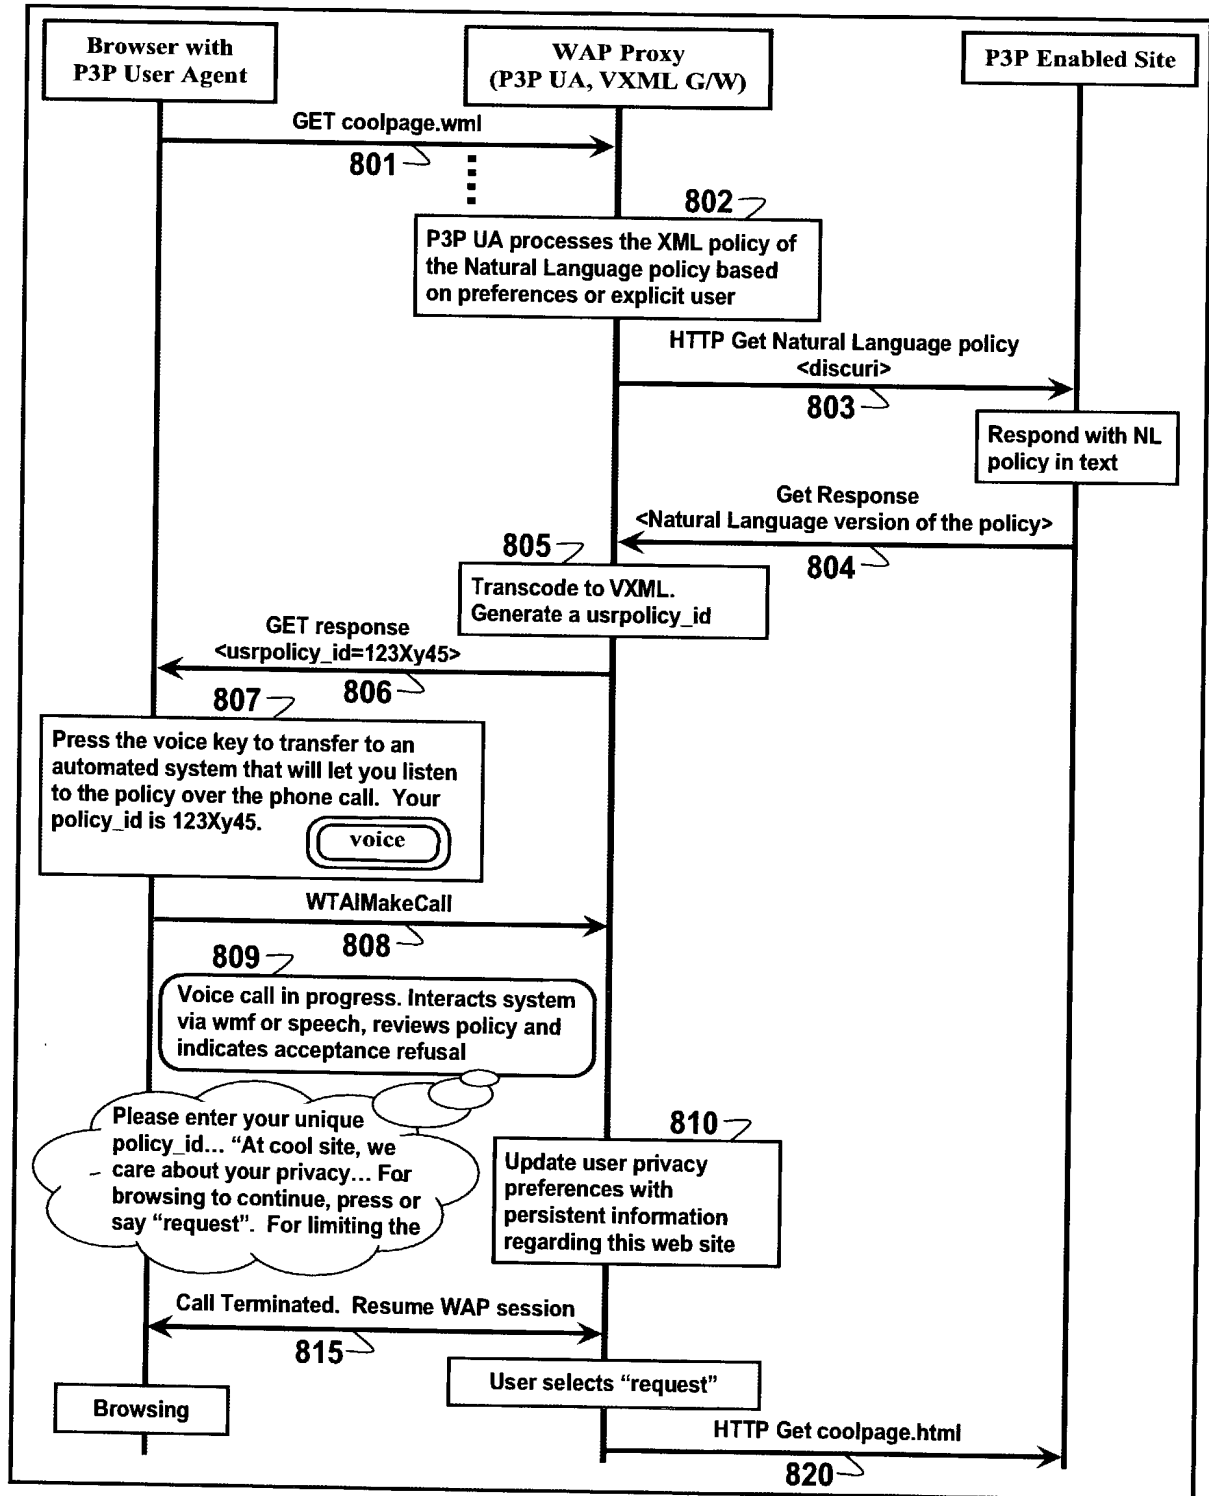 Browser with
P3P User Agent
WAP Proxy
(P3P UA, VXML G/W)
P3P Enabled Site
GET coolpage.wml
801
802
P3P UA processes the XML policy of
the Natural Language policy based
on preferences or explicit user
HTTP Get Natural Language policy
<discuri>
803
Respond with NL
policy in text
Get Response
<Natural Language version of the policy>
804
805
Transcode to VXML.
Generate a usrpolicy_id
GET response
<usrpolicy_id=123Xy45>
806
807
Press the voice key to transfer to an
automated system that will let you listen
to the policy over the phone call. Your
policy_id is 123Xy45.
voice
WTAIMakeCall
808
809
Voice call in progress. Interacts system
via wmf or speech, reviews policy and
indicates acceptance refusal
Please enter your unique
policy_id... "At cool site, we
care about your privacy... For
browsing to continue, press or
say "request". For limiting the
810
Update user privacy
preferences with
persistent information
regarding this web site
Call Terminated. Resume WAP session
815
User selects "request"
Browsing
HTTP Get coolpage.html
820